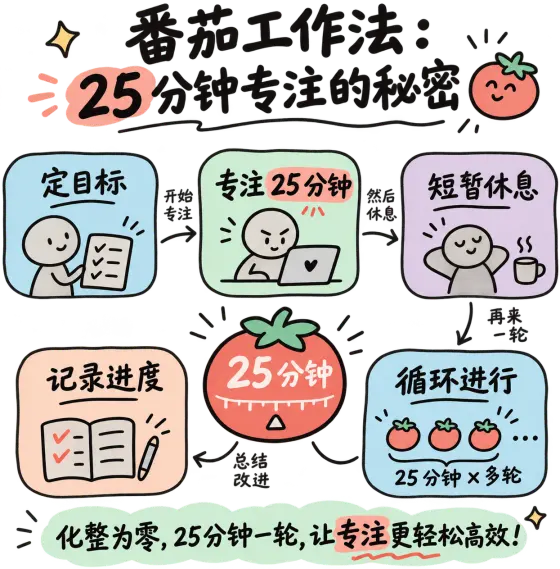 番茄工作法：
25分钟专注的秘密
定目标
开始
专注
专注25分钟
然后
休息
短暂休息
再来
一轮
循环进行
25分钟×多轮
25分钟
总结
改进
记录进度
化整为零，25分钟一轮，让专注更轻松高效！